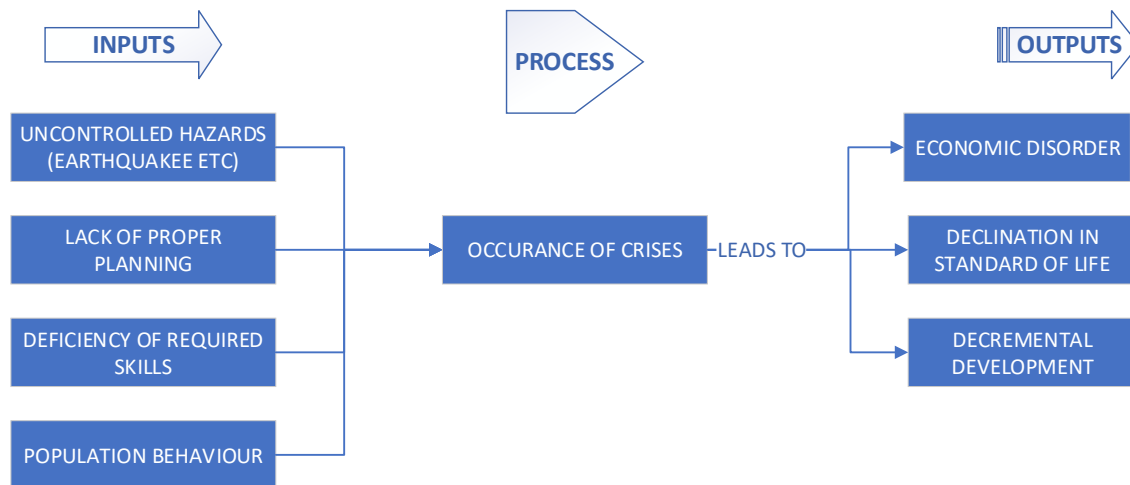 INPUTS
PROCESS
OUTPUTS
UNCONTROLLED HAZARDS
(EARTHQUAKEE ETC)
LACK OF PROPER
PLANNING
DEFICIENCY OF REQUIRED
SKILLS
POPULATION BEHAVIOUR
OCCURANCE OF CRISES
LEADS TO
ECONOMIC DISORDER
DECLINATION IN
STANDARD OF LIFE
DECREMENTAL
DEVELOPMENT